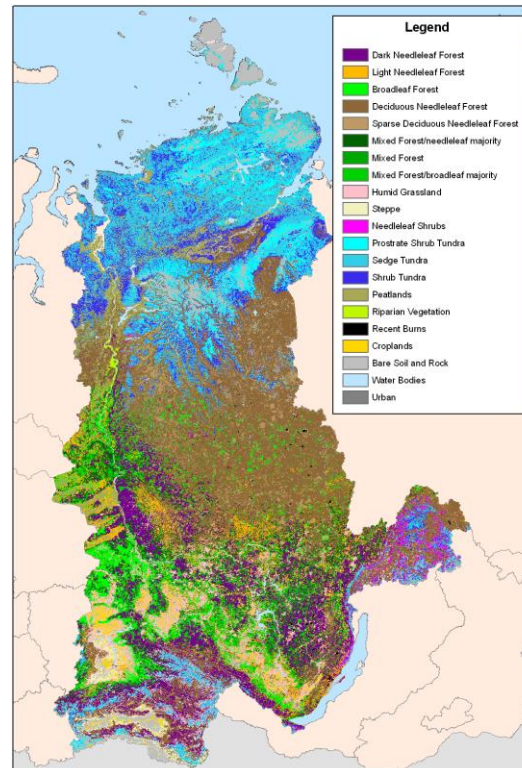 Legend
Dark Needleleaf Forest
Light Needleleaf Forest
Broadleaf Forest
Deciduous Needleleaf Forest
Sparse Deciduous Needleleaf Forest
Mixed Forest/needleleaf majority
Mixed Forest
Mixed Forest/broadleaf majority
Humid Grassland
Steppe
Needleleaf Shrubs
Prostrate Shrub Tundra
Sedge Tundra
Shrub Tundra
Peatlands
Riparian Vegetation
Recent Burns
Croplands
Bare Soil and Rock
Water Bodies
Urban